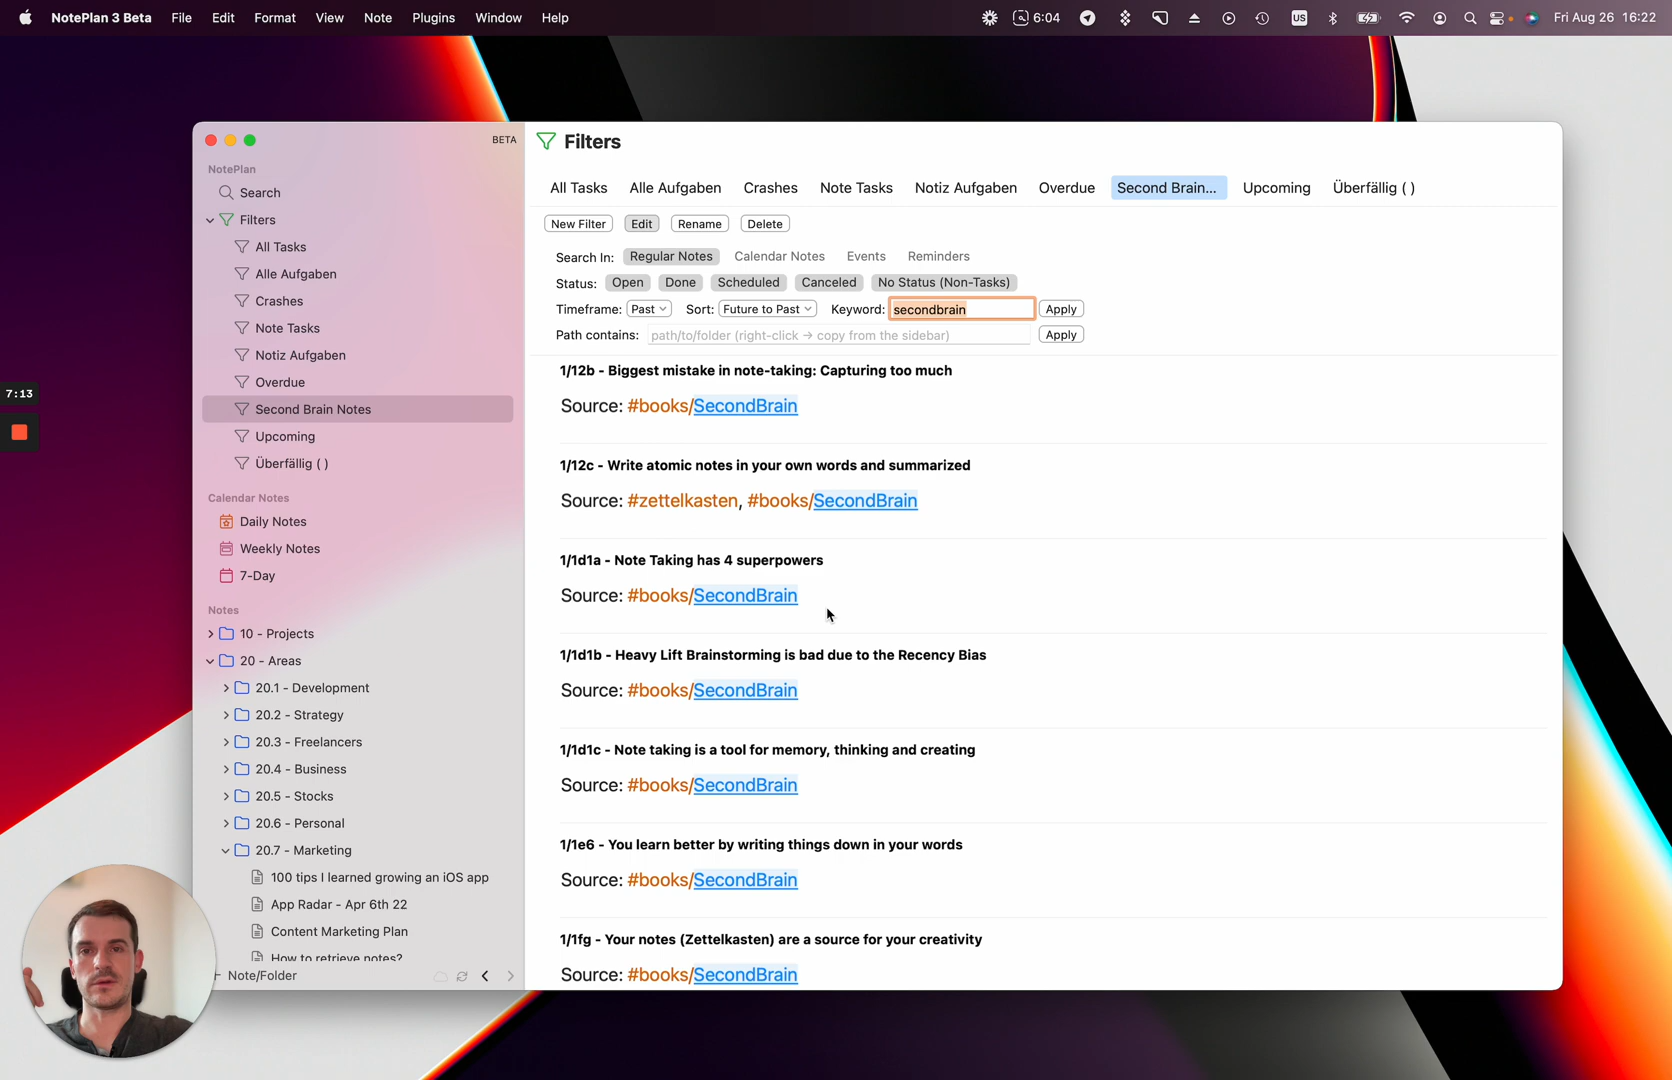 NotePlan 3 Beta File Edit Format View Note Plugins Window Help 6:04 US Fri Aug 26 16:22
BETA
NotePlan
Search
Filters
All Tasks
Alle Aufgaben
Crashes
Note Tasks
Notiz Aufgaben
Overdue
Second Brain Notes
Upcoming
Überfällig ( )
Calendar Notes
Daily Notes
Weekly Notes
7-Day
Notes
10 - Projects
20 - Areas
20.1 - Development
20.2 - Strategy
20.3 - Freelancers
20.4 - Business
20.5 - Stocks
20.6 - Personal
20.7 - Marketing
100 tips I learned growing an iOS app
App Radar - Apr 6th 22
Content Marketing Plan
How to retrieve notes?
Note/Folder
7:13
Filters
All Tasks Alle Aufgaben Crashes Note Tasks Notiz Aufgaben Overdue Second Brain... Upcoming Überfällig ( )
New Filter Edit Rename Delete
Search In: Regular Notes Calendar Notes Events Reminders
Status: Open Done Scheduled Canceled No Status (Non-Tasks)
Timeframe: Past Sort: Future to Past Keyword: secondbrain Apply
Path contains: path/to/folder (right-click → copy from the sidebar) Apply
1/12b - Biggest mistake in note-taking: Capturing too much
Source: #books/SecondBrain
1/12c - Write atomic notes in your own words and summarized
Source: #zettelkasten, #books/SecondBrain
1/1d1a - Note Taking has 4 superpowers
Source: #books/SecondBrain
1/1d1b - Heavy Lift Brainstorming is bad due to the Recency Bias
Source: #books/SecondBrain
1/1d1c - Note taking is a tool for memory, thinking and creating
Source: #books/SecondBrain
1/1e6 - You learn better by writing things down in your words
Source: #books/SecondBrain
1/1fg - Your notes (Zettelkasten) are a source for your creativity
Source: #books/SecondBrain